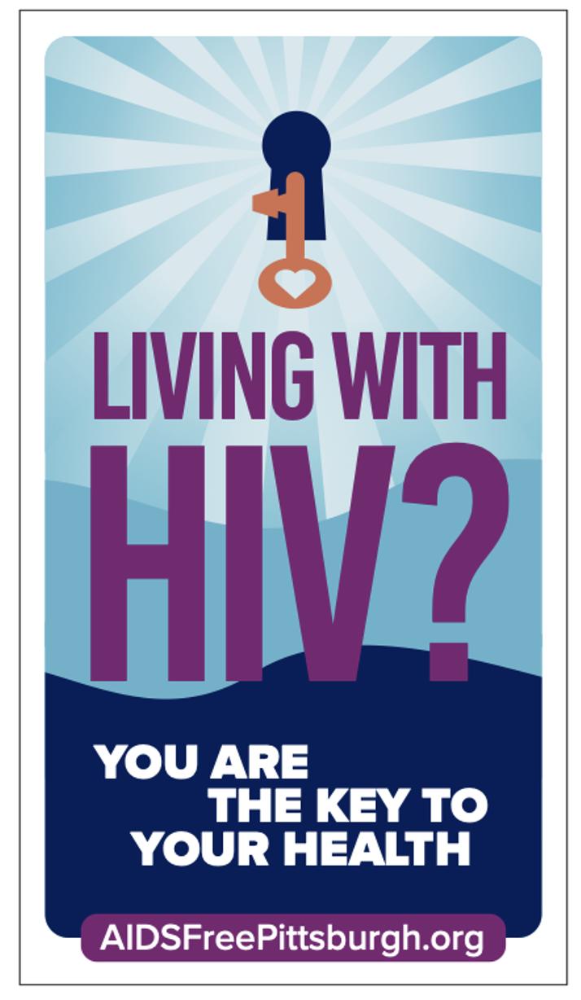 LIVING WITH
HIV?
YOU ARE
THE KEY TO
YOUR HEALTH
AIDSFreePittsburgh.org